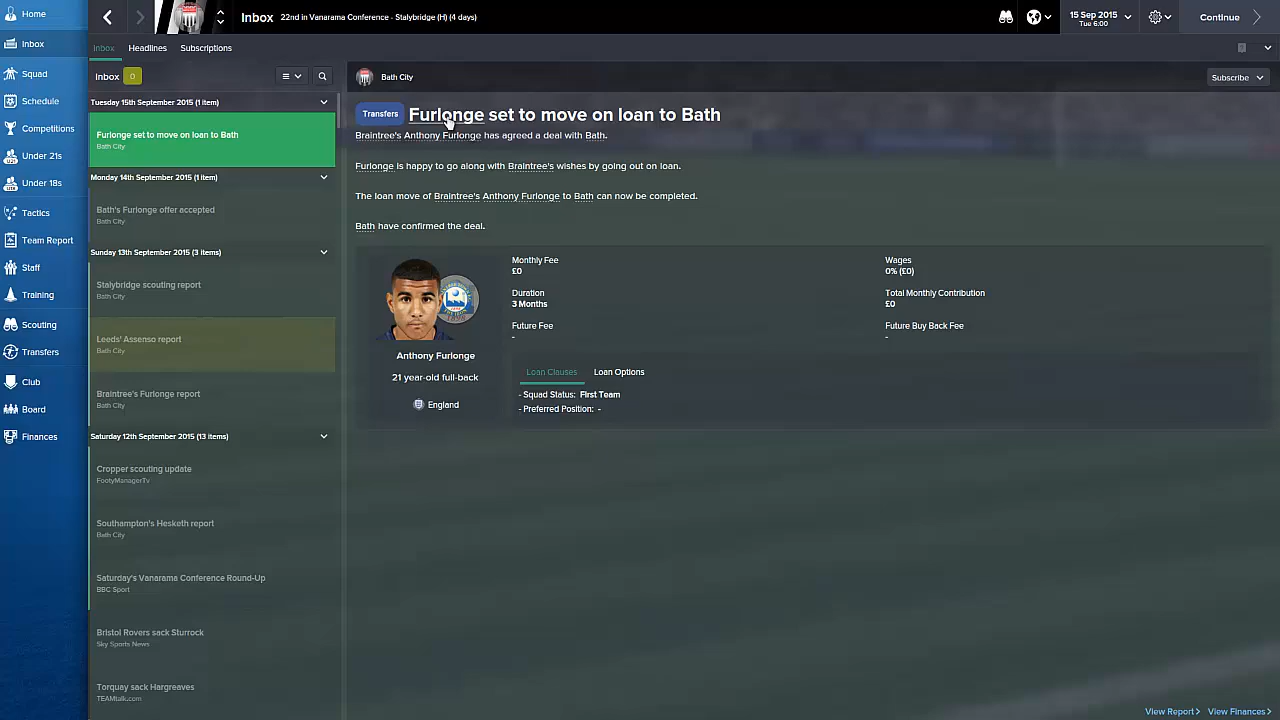 Home
Inbox
Squad
Schedule
Competitions
Under 21s
Under 18s
Tactics
Team Report
Staff
Training
Scouting
Transfers
Club
Board
Finances
Inbox 22nd in Vanarama Conference - Stalybridge (H) (4 days)
15 Sep 2015
Tue 6:00
Continue
Inbox Headlines Subscriptions
Inbox 0
Tuesday 15th September 2015 (1 item)
Furlonge set to move on loan to Bath
Bath City
Monday 14th September 2015 (1 item)
Bath's Furlonge offer accepted
Bath City
Sunday 13th September 2015 (3 items)
Stalybridge scouting report
Bath City
Leeds' Assenso report
Bath City
Braintree's Furlonge report
Bath City
Saturday 12th September 2015 (13 items)
Cropper scouting update
FootyManagerTv
Southampton's Hesketh report
Bath City
Saturday's Vanarama Conference Round-Up
BBC Sport
Bristol Rovers sack Sturrock
Sky Sports News
Torquay sack Hargreaves
TEAMtalk.com
Bath City
Subscribe
Transfers Furlonge set to move on loan to Bath
Braintree's Anthony Furlonge has agreed a deal with Bath.
Furlonge is happy to go along with Braintree's wishes by going out on loan.
The loan move of Braintree's Anthony Furlonge to Bath can now be completed.
Bath have confirmed the deal.
Anthony Furlonge
21 year-old full-back
England
Monthly Fee
£0
Duration
3 Months
Future Fee
-
Wages
0% (£0)
Total Monthly Contribution
£0
Future Buy Back Fee
-
Loan Clauses Loan Options
- Squad Status: First Team
- Preferred Position: -
View Report> View Finances>